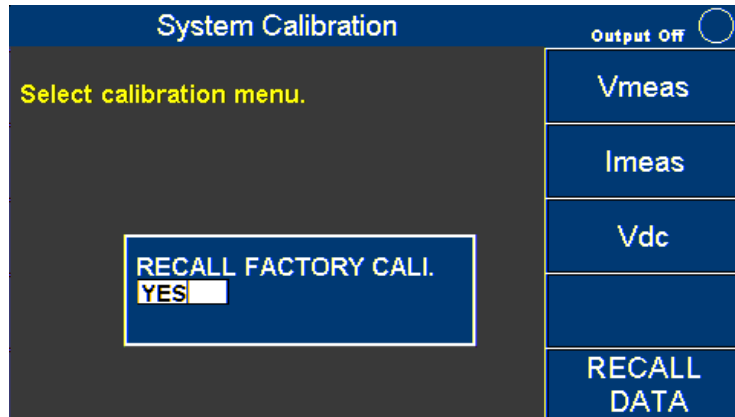 System Calibration
Output Off
Select calibration menu.
Vmeas
Imeas
Vdc
RECALL FACTORY CALI.
YES
RECALL
DATA